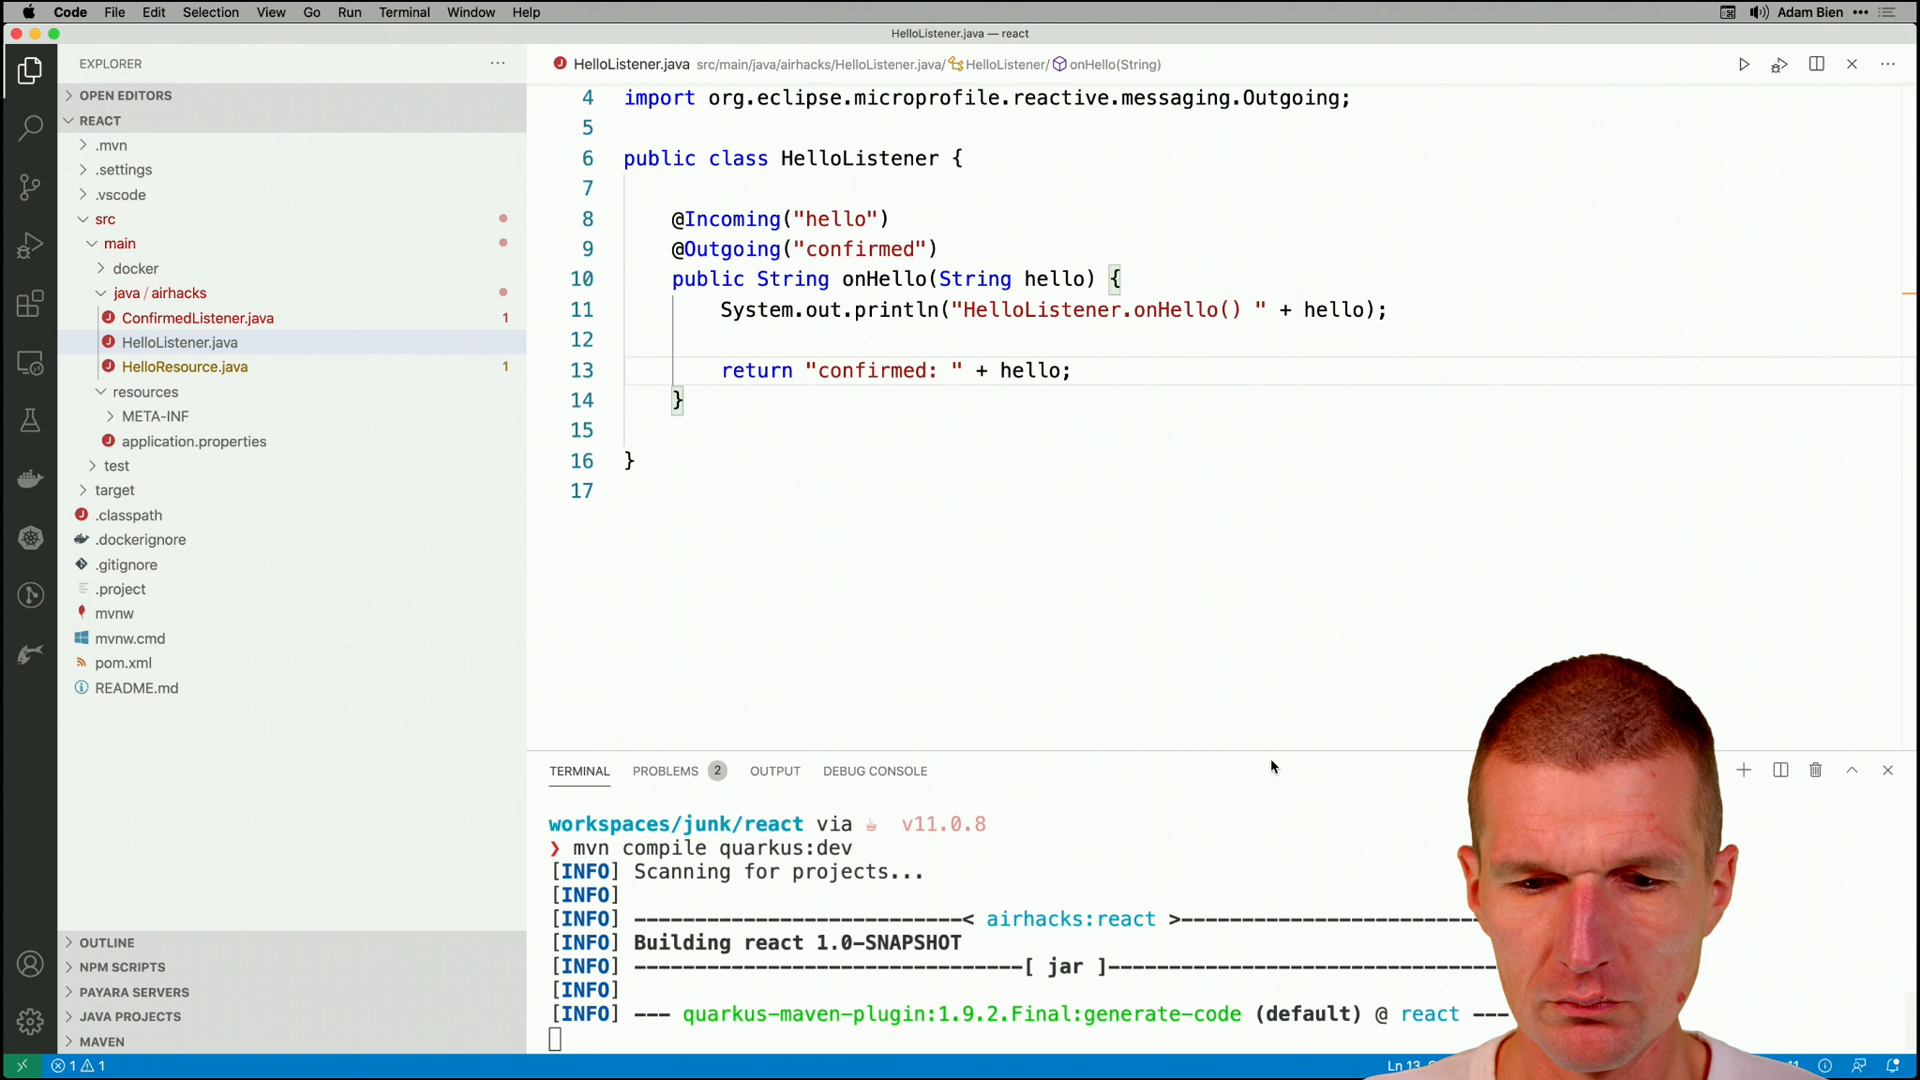 Code File Edit Selection View Go Run Terminal Window Help Adam Bien
HelloListener.java — react
EXPLORER
OPEN EDITORS
REACT
.mvn
.settings
.vscode
src
main
docker
java / airhacks
ConfirmedListener.java 1
HelloListener.java
HelloResource.java 1
resources
META-INF
application.properties
test
target
.classpath
.dockerignore
.gitignore
.project
mvnw
mvnw.cmd
pom.xml
README.md
OUTLINE
NPM SCRIPTS
PAYARA SERVERS
JAVA PROJECTS
MAVEN
HelloListener.java src/main/java/airhacks/HelloListener.java/ HelloListener/ onHello(String)
4 import org.eclipse.microprofile.reactive.messaging.Outgoing;
5
6 public class HelloListener {
7
8 @Incoming("hello")
9 @Outgoing("confirmed")
10 public String onHello(String hello) {
11 System.out.println("HelloListener.onHello() " + hello);
12
13 return "confirmed: " + hello;
14 }
15
16 }
17
TERMINAL PROBLEMS 2 OUTPUT DEBUG CONSOLE
workspaces/junk/react via v11.0.8
❯ mvn compile quarkus:dev
[INFO] Scanning for projects...
[INFO]
[INFO] ---------------------------< airhacks:react >--------------------------
[INFO] Building react 1.0-SNAPSHOT
[INFO] --------------------------------[ jar ]--------------------------------
[INFO]
[INFO] --- quarkus-maven-plugin:1.9.2.Final:generate-code (default) @ react ---
1 1
Ln 13,